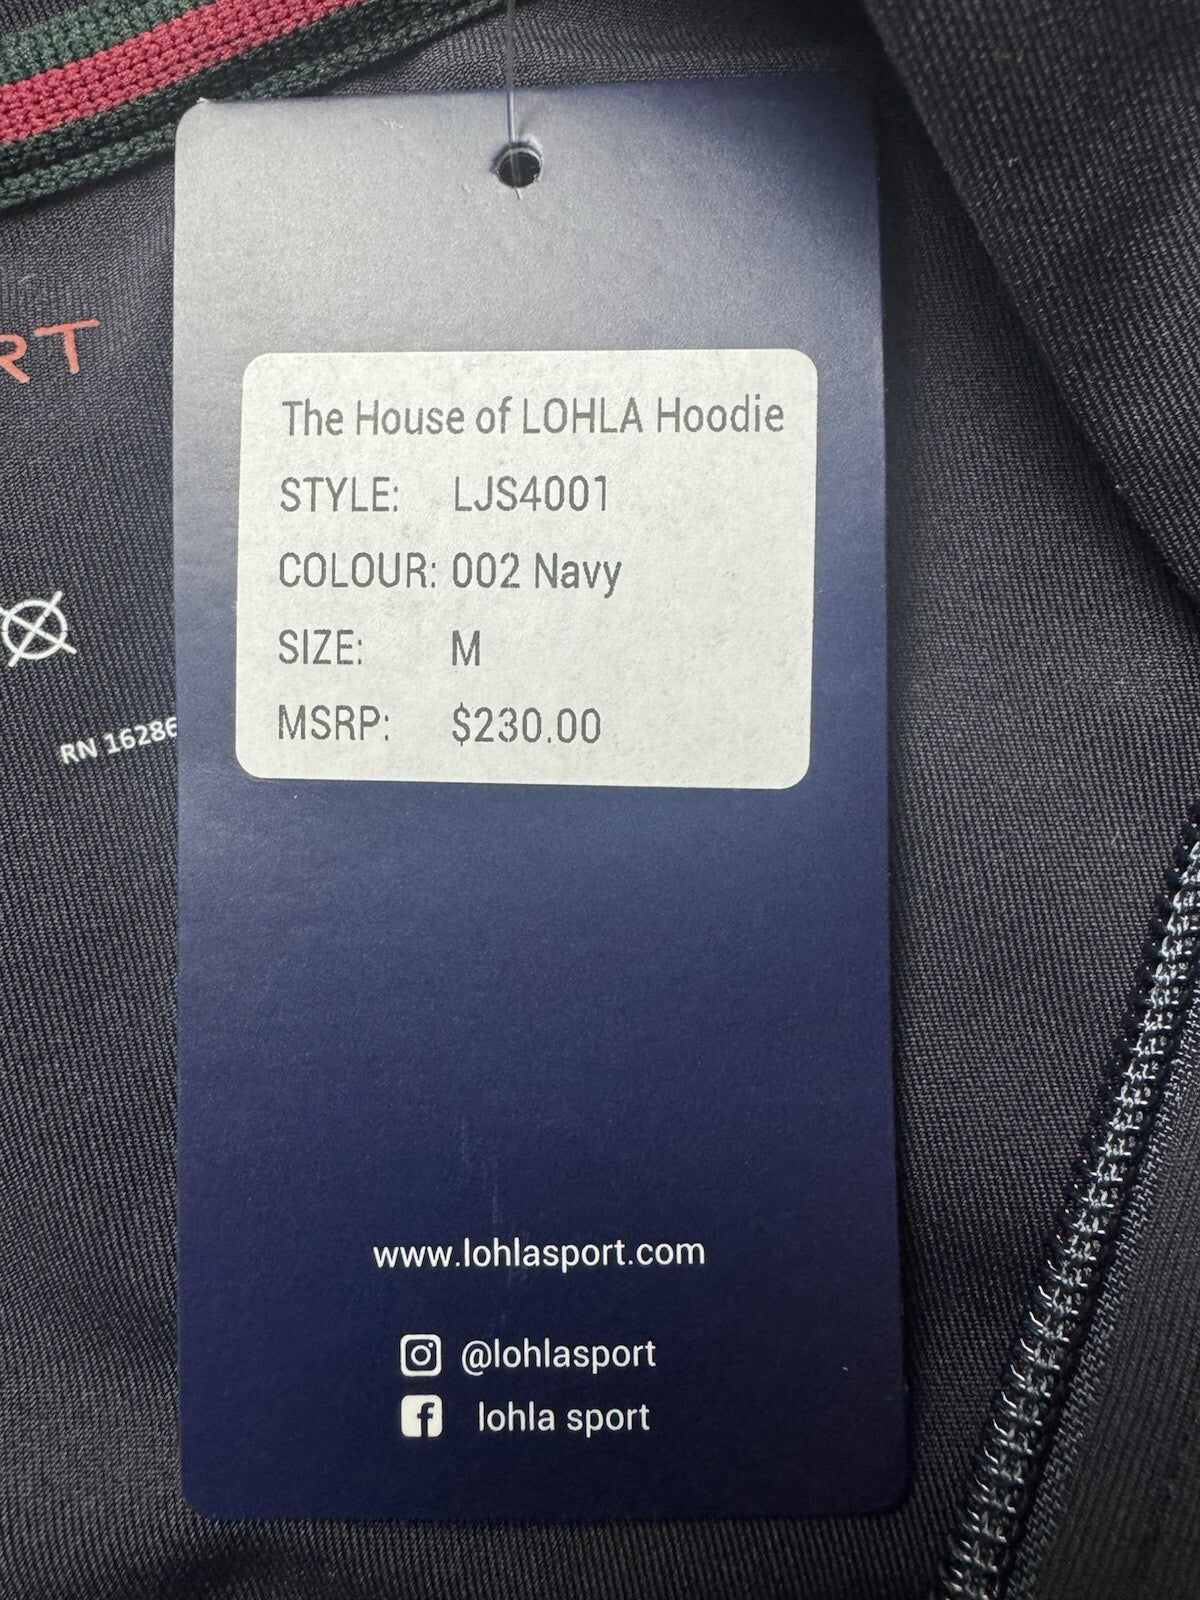 The House of LOHLA Hoodie
STYLE: LJS4001
COLOUR: 002 Navy
SIZE: M
MSRP: $230.00
RT
RN 16286
www.lohlasport.com
@lohlasport
lohla sport